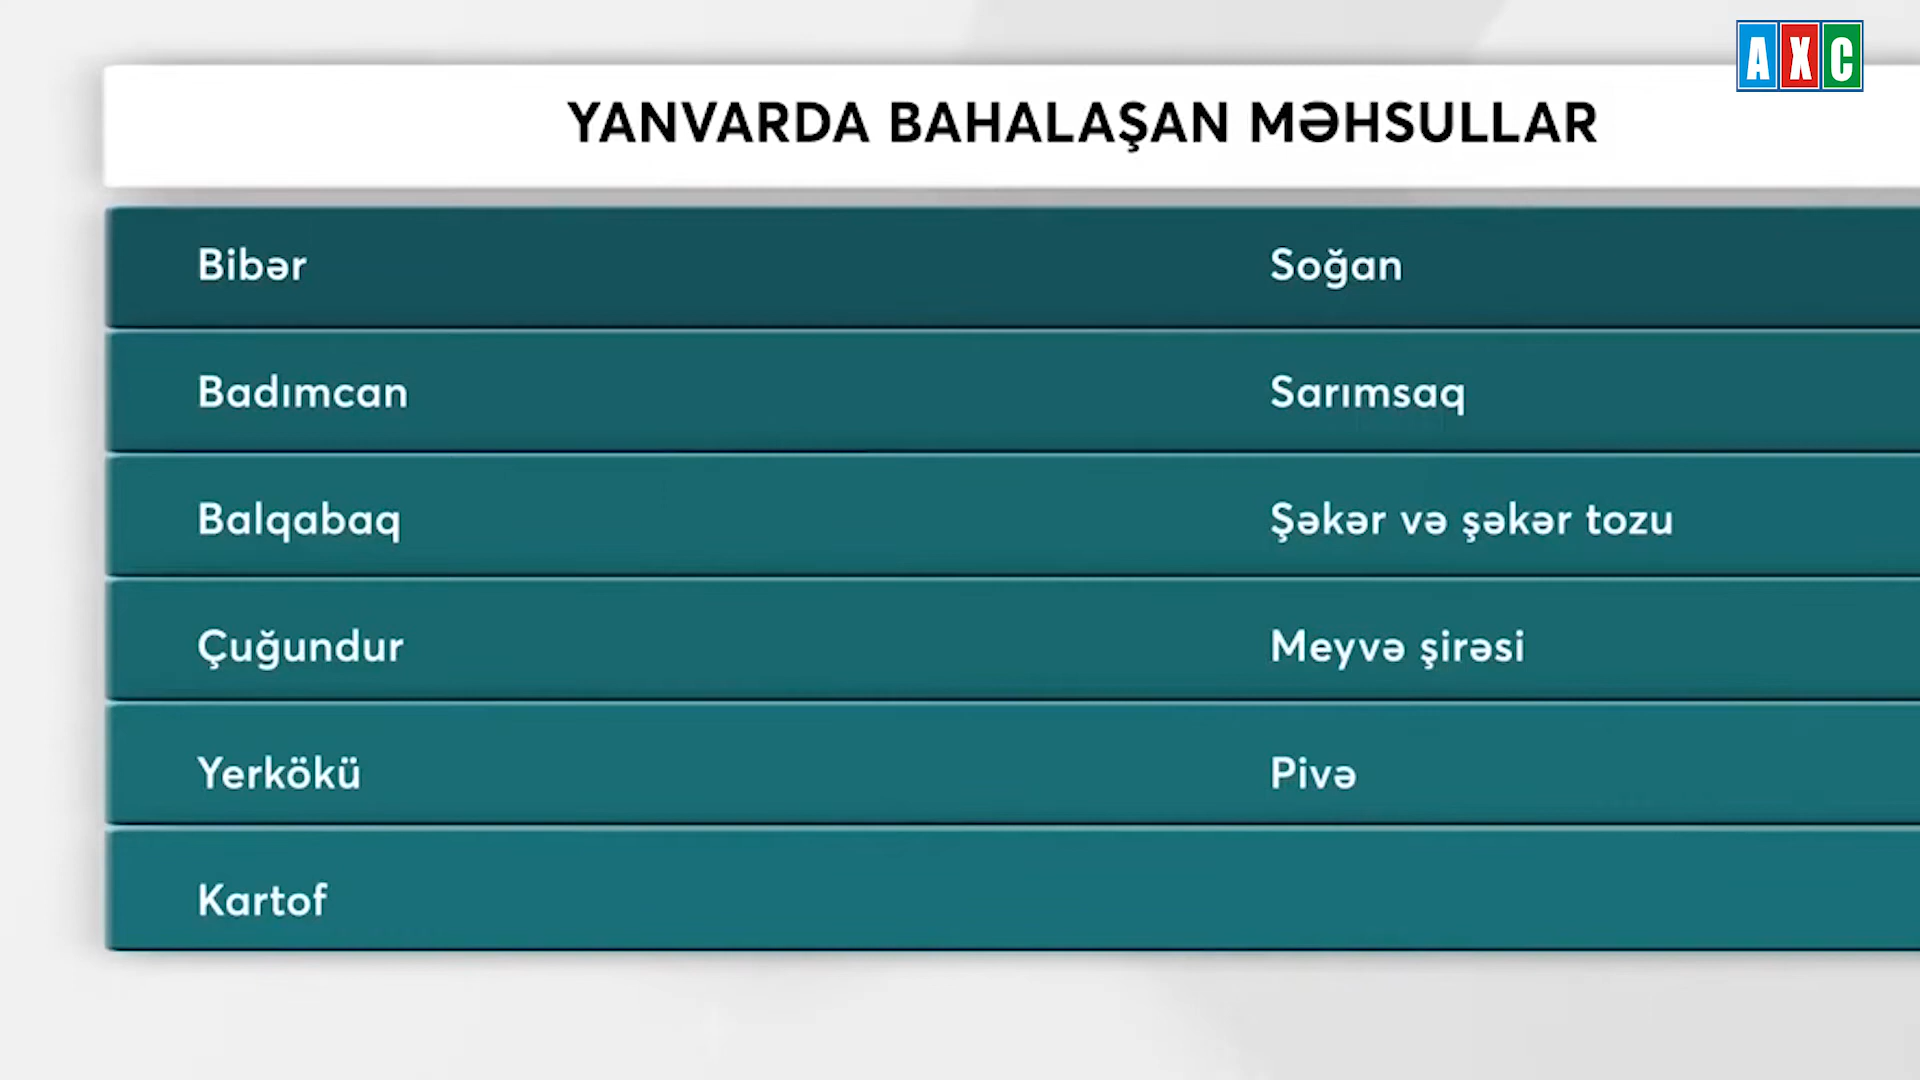 AXC
YANVARDA BAHALAŞAN MƏHSULLAR
Bibər Soğan
Badımcan Sarımsaq
Balqabaq Şəkər və şəkər tozu
Çuğundur Meyvə şirəsi
Yerkökü Pivə
Kartof